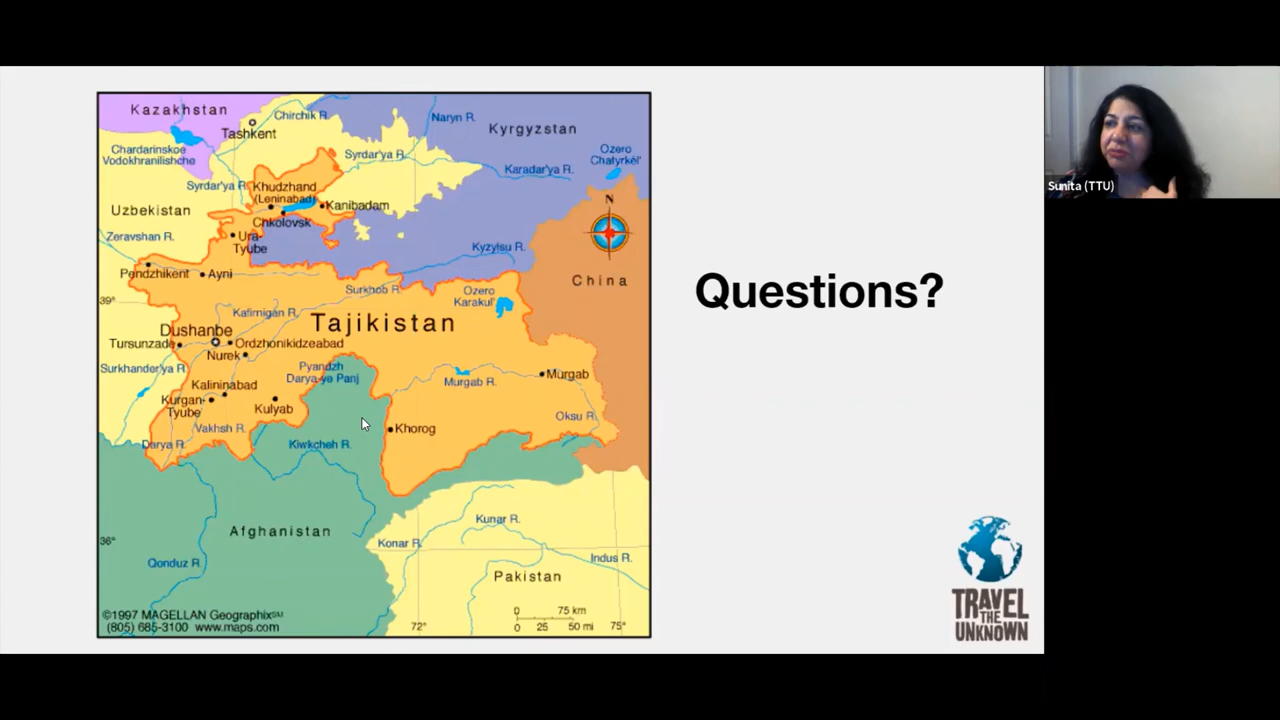 Kazakhstan
Chirchik R.
Tashkent
Naryn R.
Kyrgyzstan
Chardarinskoe
Vodokhranilishche
Syrdar'ya R.
Ozero
Chatyrkël'
Karadar'ya R.
Syrdar'ya R.
Khudzhand
(Leninabad)
Kanibadam
Chkolovsk
N
Uzbekistan
Zeravshan R.
Ura-
Tyube
Kyzylsu R.
Pendzhikent
Ayni
China
39°
Surkhob R.
Ozero
Karakul'
Kafirnigan R.
Tajikistan
Dushanbe
Tursunzade
Ordzhonikidzeabad
Nurek
Surkhander'ya R.
Pyandzh
Darya-ye Panj
Murgab R.
Murgab
Kalininabad
Kurgan-
Tyube
Kulyab
Vakhsh R.
Khorog
Oksu R.
Darya R.
Kiwkcheh R.
Afghanistan
Kunar R.
36°
Konar R.
Qonduz R.
Indus R.
Pakistan
©1997 MAGELLAN Geographix℠
(805) 685-3100 www.maps.com
0 75 km
0 25 50 mi
72°
75°
Questions?
TRAVEL
THE
UNKNOWN
Sunita (TTU)